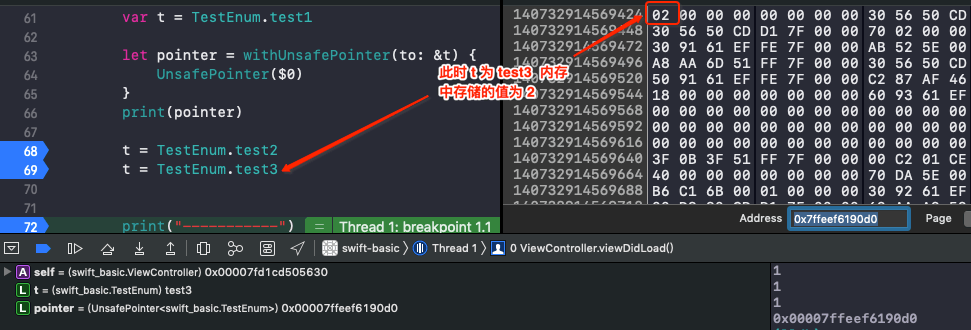 61 var t = TestEnum.test1
62
63 let pointer = withUnsafePointer(to: &t) {
64 UnsafePointer($0)
65 }
66 print(pointer)
67
68 t = TestEnum.test2
69 t = TestEnum.test3
70
71
72 print("-----------") = Thread 1: breakpoint 1.1
此时 t 为 test3 内存
中存储的值为 2
140732914569424 02 00 00 00 00 00 00 00 30 56 50 CD
140732914569448 30 56 50 CD D1 7F 00 00 70 02 00 00
140732914569472 30 91 61 EF FE 7F 00 00 AB 52 5E 00
140732914569496 A8 AA 6D 51 FF 7F 00 00 30 56 50 CD
140732914569520 50 91 61 EF FE 7F 00 00 C2 87 AF 46
140732914569544 18 00 00 00 00 00 00 00 60 93 61 EF
140732914569568 00 00 00 00 00 00 00 00 00 00 00 00
140732914569592 00 00 00 00 00 00 00 00 00 00 00 00
140732914569616 00 00 00 00 00 00 00 00 00 00 00 00
140732914569640 3F 0B 3F 51 FF 7F 00 00 00 C2 01 CE
140732914569664 40 00 00 00 00 00 00 00 70 DA 5E 00
140732914569688 B6 C1 6B 00 01 00 00 00 30 92 61 EF
Address 0x7ffeef6190d0 Page
swift-basic Thread 1 0 ViewController.viewDidLoad()
A self = (swift_basic.ViewController) 0x00007fd1cd505630
L t = (swift_basic.TestEnum) test3
L pointer = (UnsafePointer<swift_basic.TestEnum>) 0x00007ffeef6190d0
1
1
1
0x00007ffeef6190d0